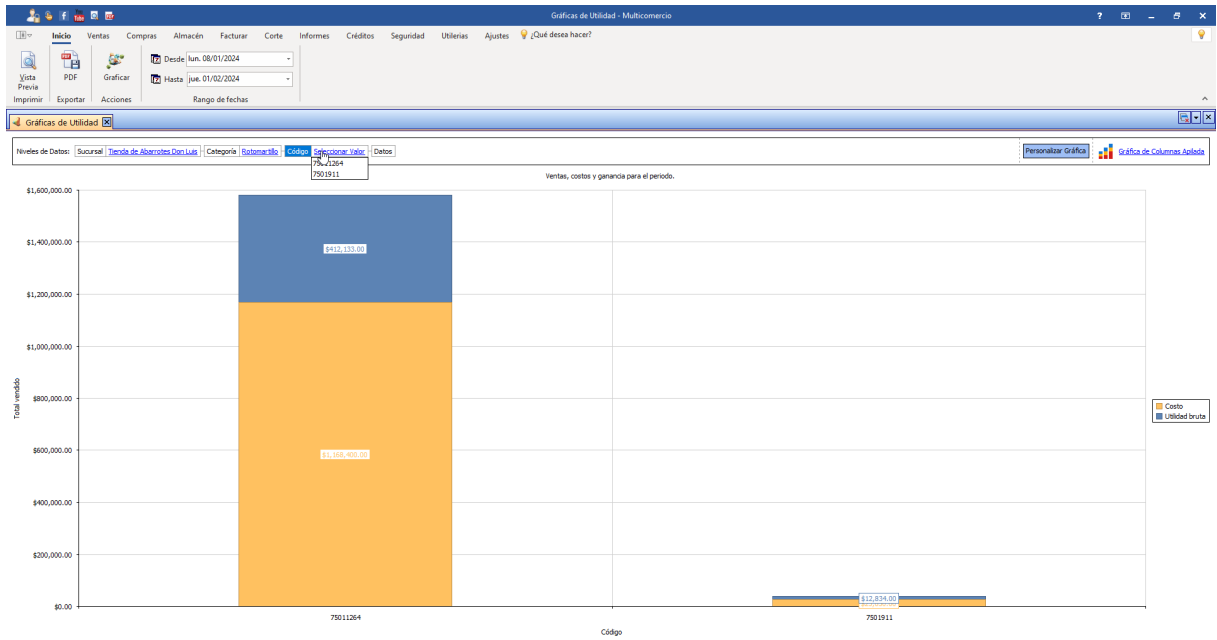 Gráficas de Utilidad - Multicomercio
Inicio Ventas Compras Almacén Facturar Corte Informes Créditos Seguridad Utilerias Ajustes ¿Qué desea hacer?
Vista Previa
PDF
Graficar
Desde lun. 08/01/2024
Hasta jue. 01/02/2024
Imprimir Exportar Acciones Rango de fechas
Gráficas de Utilidad
Niveles de Datos: Sucursal Tienda de Abarrotes Don Luis Categoría Rotomartillo Código Seleccionar Valor Datos
Personalizar Gráfica Gráfica de Columnas Apilada
75011264
7501911
Ventas, costos y ganancia para el periodo.
$1,600,000.00
$1,400,000.00
$1,200,000.00
$1,000,000.00
$800,000.00
$600,000.00
$400,000.00
$200,000.00
$0.00
Total vendido
$412,133.00
$1,168,400.00
$12,834.00
Costo
Utilidad bruta
75011264
7501911
Código